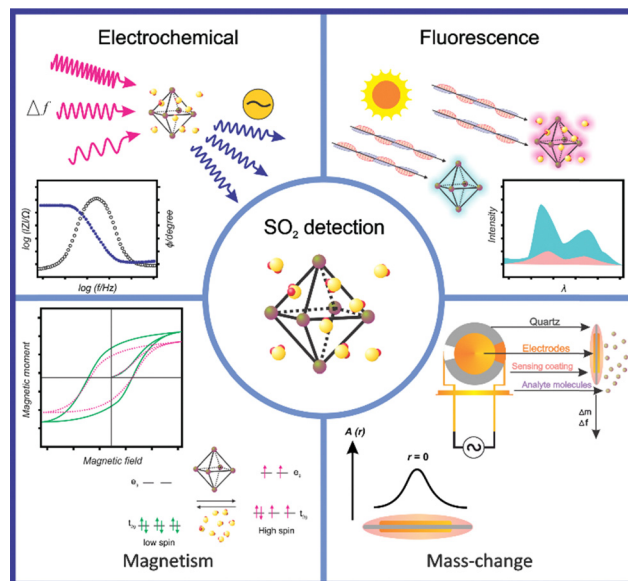 Electrochemical
Δf
log (|Z|/Ω)
ϕ/degree
log (f/Hz)
Fluorescence
Intensity
λ
SO2 detection
Magnetic moment
Magnetic field
eg
eg
t2g
low spin
t2g
High spin
Magnetism
Quartz
Electrodes
Sensing coating
Analyte molecules
Δm
Δf
A (r)
r = 0
Mass-change